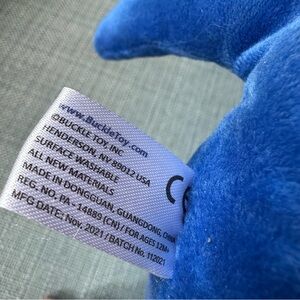 www.BuckleToy.com
©BUCKLE TOY, INC
HENDERSON, NV 89012 USA
SURFACE WASHABLE
ALL NEW MATERIALS
MADE IN DONGGUAN, GUANGDONG, CHINA
REG. NO. PA - 14889 (CN) / FOR AGES 12M+
MFG DATE: Nov. 2021 / BATCH No. 112021
CE